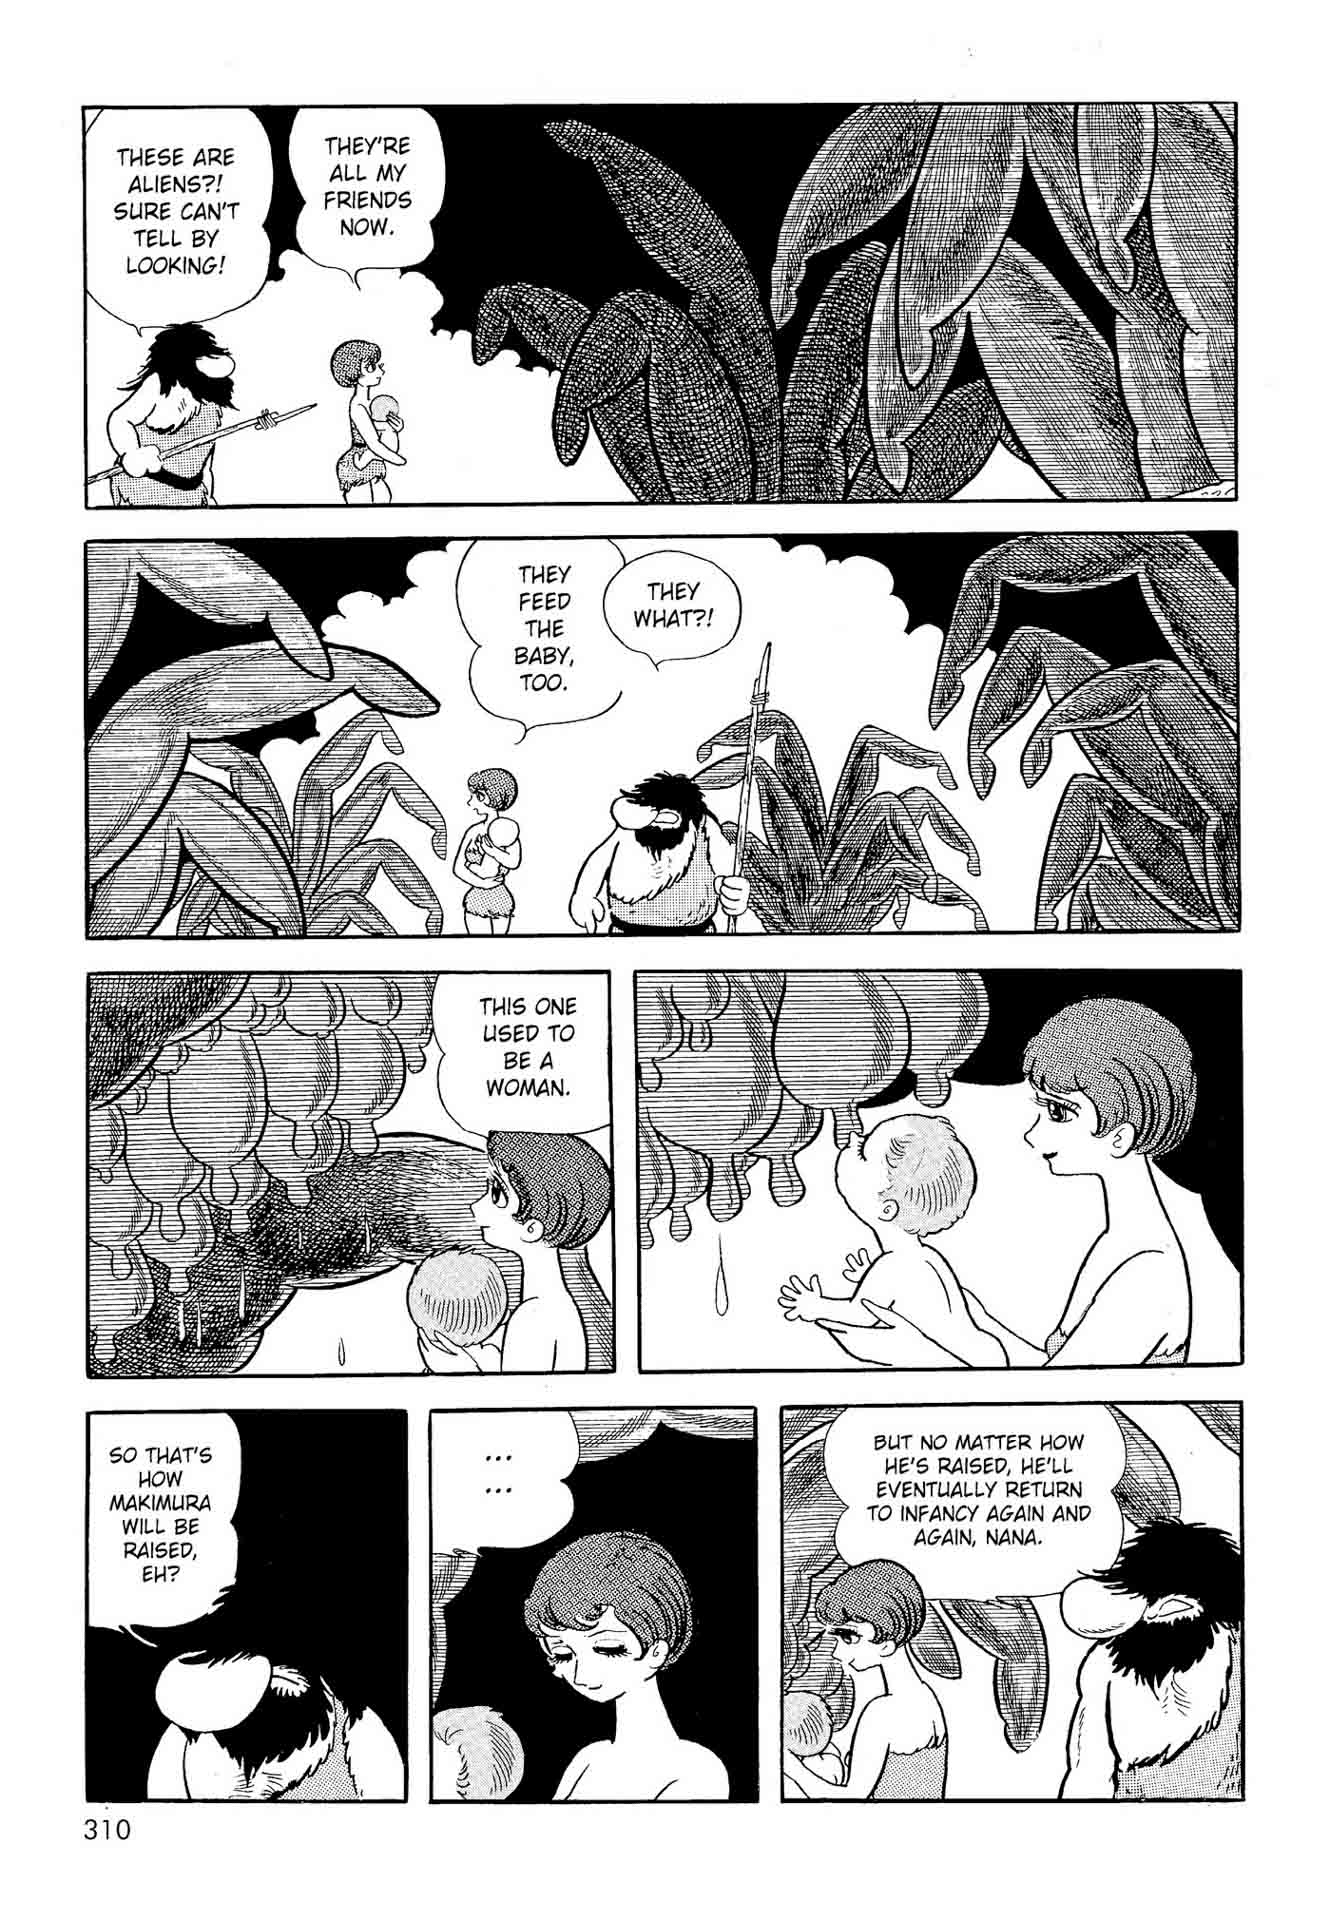 THESE ARE
ALIENS?!
SURE CAN'T
TELL BY
LOOKING!
THEY'RE
ALL MY
FRIENDS
NOW.
THEY
FEED
THE
BABY,
TOO.
THEY
WHAT?!
THIS ONE
USED TO
BE A
WOMAN.
SO THAT'S
HOW
MAKIMURA
WILL BE
RAISED,
EH?
...
...
BUT NO MATTER HOW
HE'S RAISED, HE'LL
EVENTUALLY RETURN
TO INFANCY AGAIN AND
AGAIN, NANA.
310